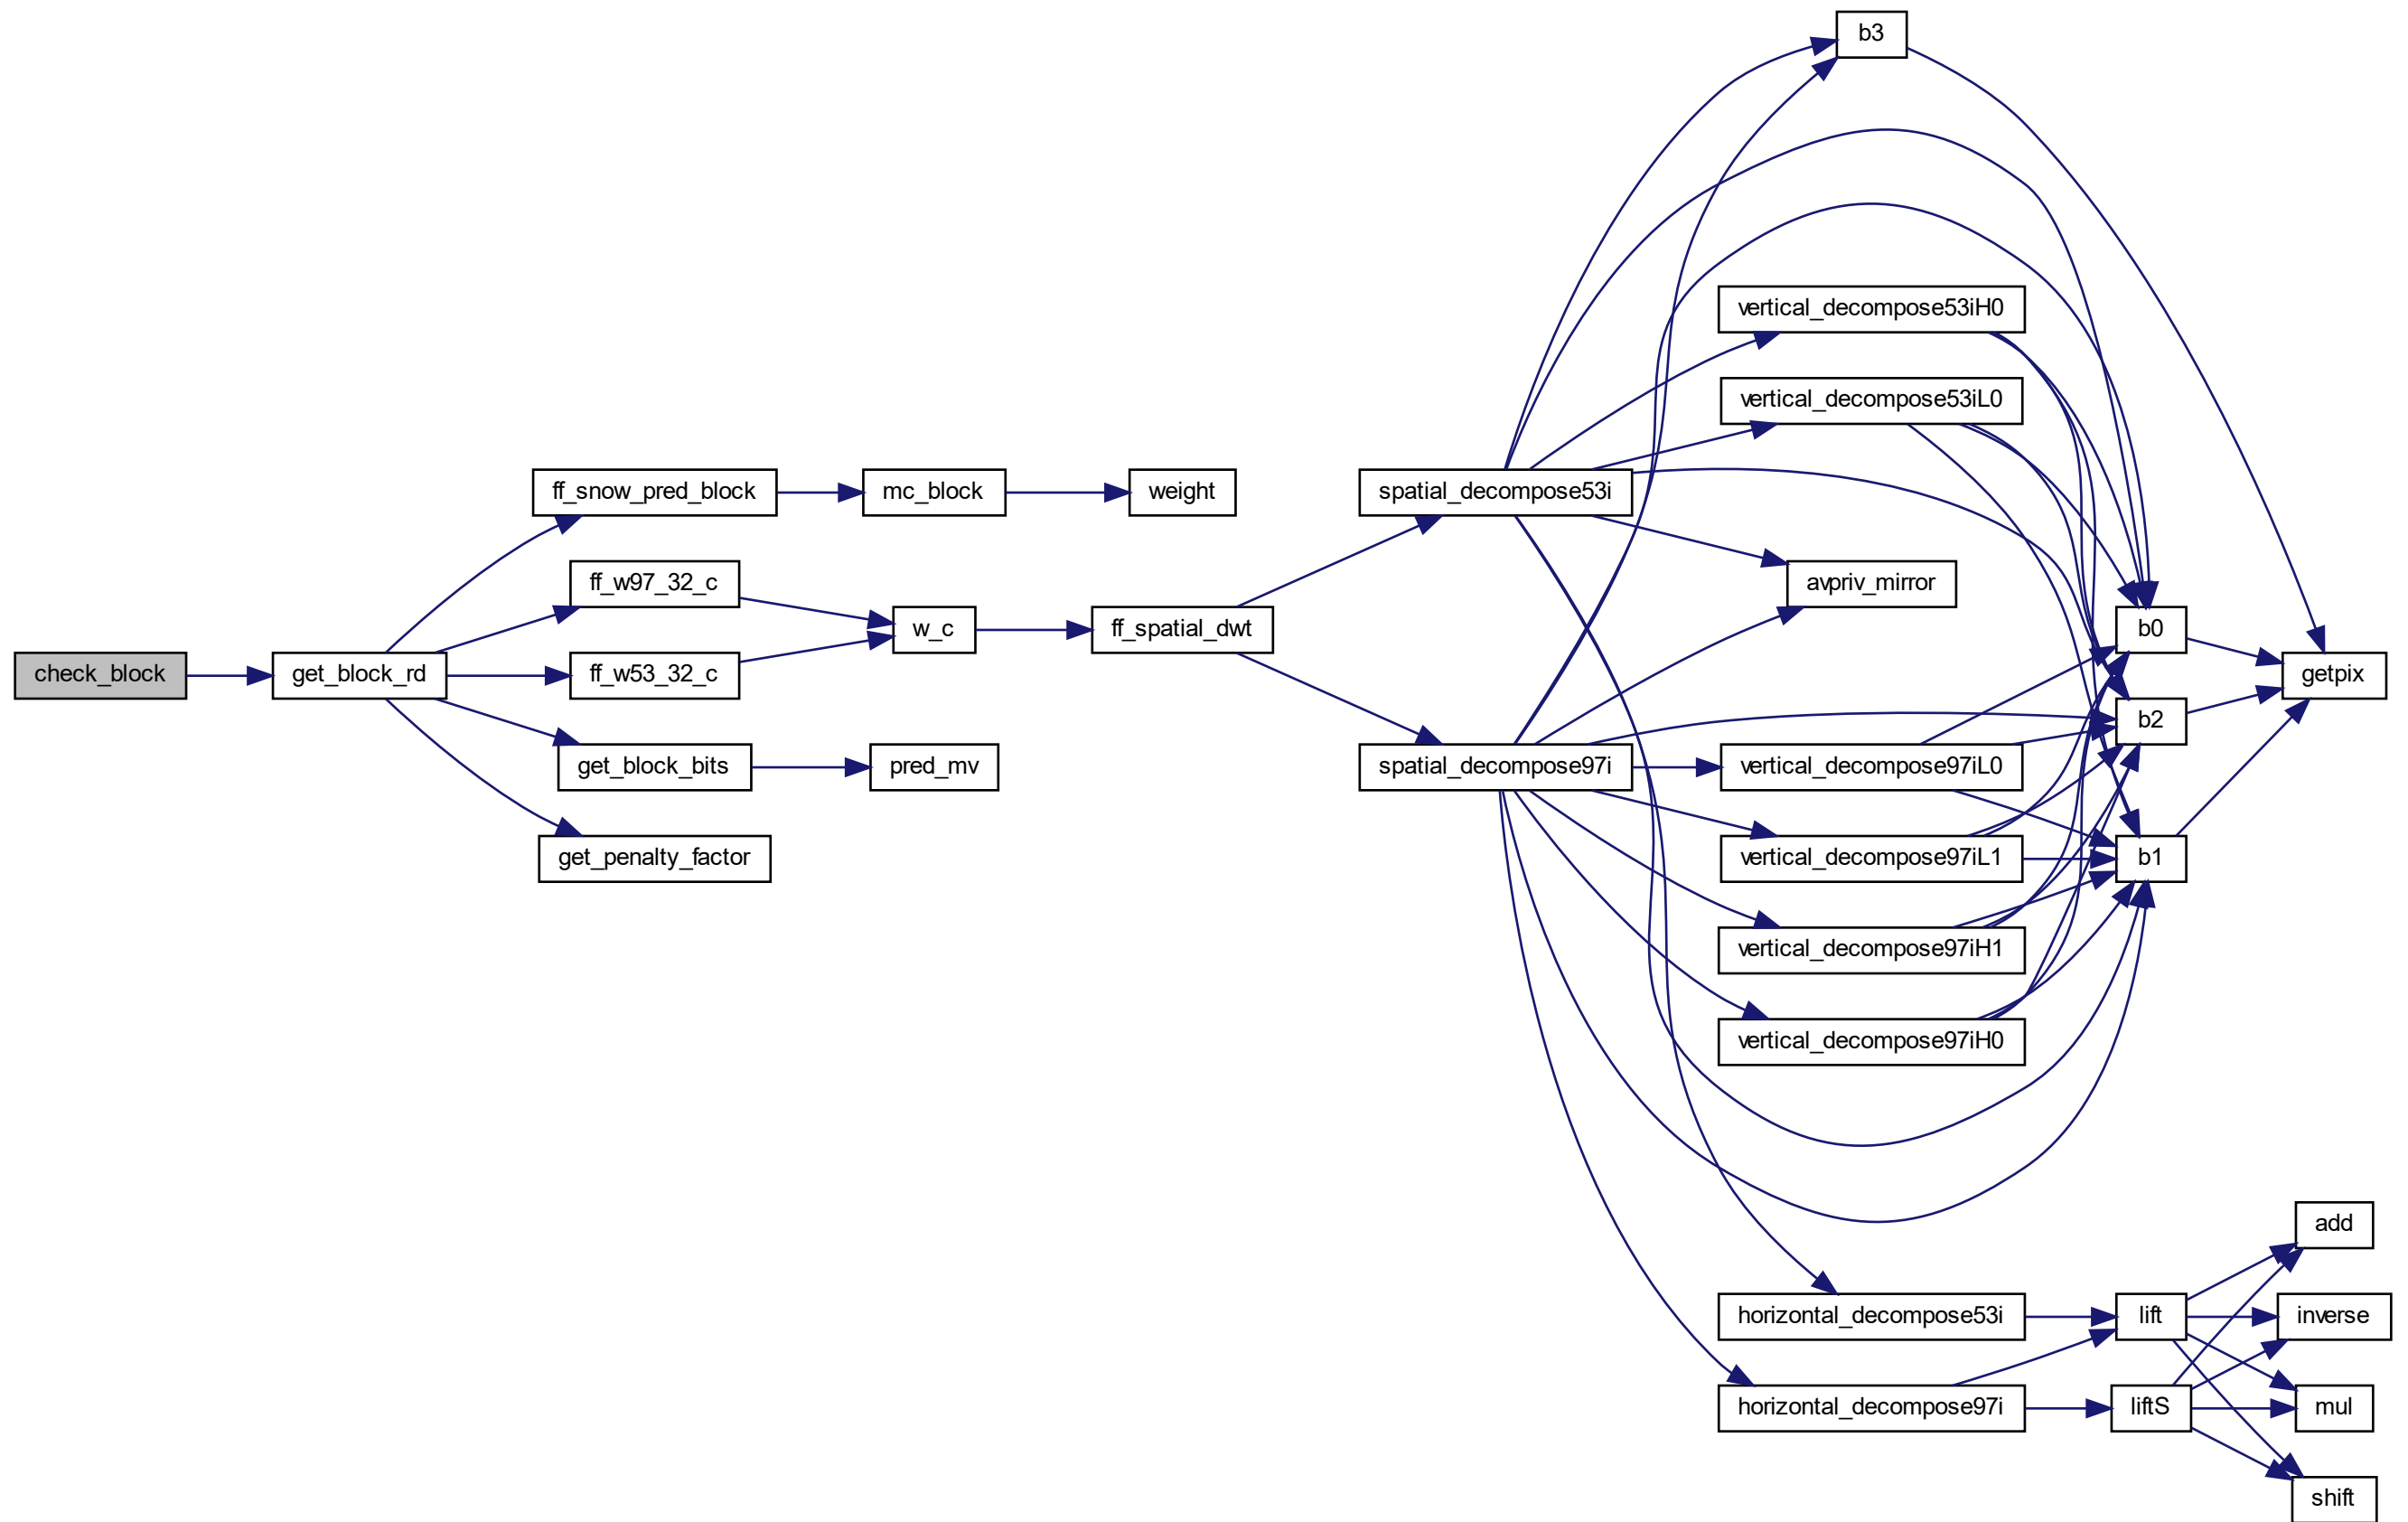 check_block
get_block_rd
ff_snow_pred_block
ff_w97_32_c
ff_w53_32_c
get_block_bits
get_penalty_factor
mc_block
w_c
pred_mv
weight
ff_spatial_dwt
spatial_decompose53i
spatial_decompose97i
b3
vertical_decompose53iH0
vertical_decompose53iL0
avpriv_mirror
vertical_decompose97iL0
vertical_decompose97iL1
vertical_decompose97iH1
vertical_decompose97iH0
horizontal_decompose53i
horizontal_decompose97i
b0
b2
b1
lift
liftS
getpix
add
inverse
mul
shift